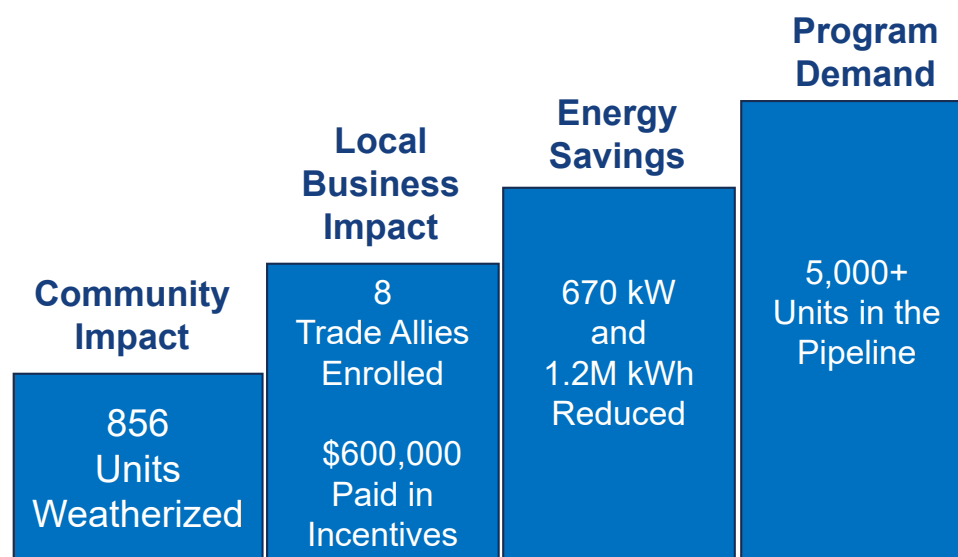 Community
Impact
856
Units
Weatherized
Local
Business
Impact
8
Trade Allies
Enrolled
$600,000
Paid in
Incentives
Energy
Savings
670 kW
and
1.2M kWh
Reduced
Program
Demand
5,000+
Units in the
Pipeline